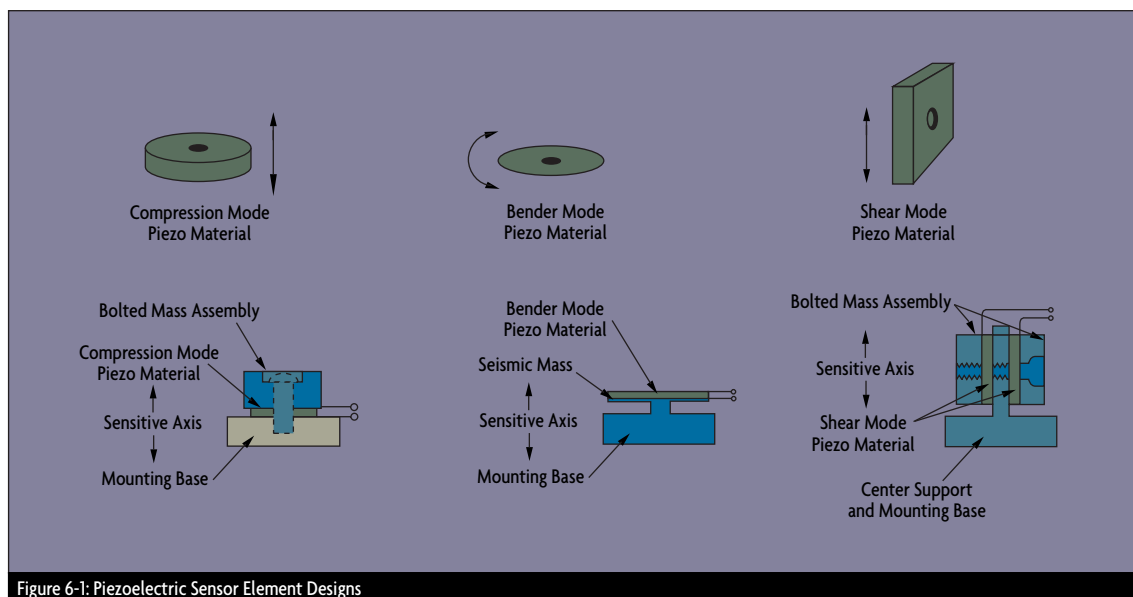 Compression Mode
Piezo Material
Bender Mode
Piezo Material
Shear Mode
Piezo Material
Bolted Mass Assembly
Compression Mode
Piezo Material
Sensitive Axis
Mounting Base
Bender Mode
Piezo Material
Seismic Mass
Sensitive Axis
Mounting Base
Bolted Mass Assembly
Sensitive Axis
Shear Mode
Piezo Material
Center Support
and Mounting Base
Figure 6-1: Piezoelectric Sensor Element Designs